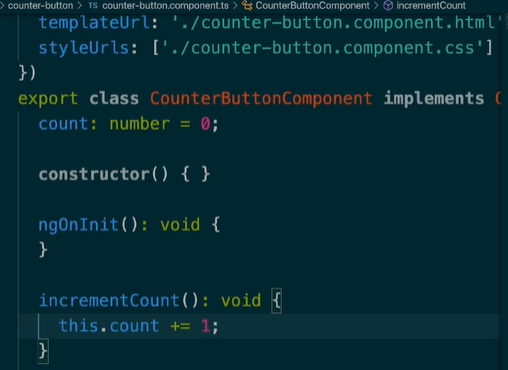 counter-button > TS counter-button.component.ts > CounterButtonComponent > incrementCount
templateUrl: './counter-button.component.html'
styleUrls: ['./counter-button.component.css']
})
export class CounterButtonComponent implements
count: number = 0;
constructor() { }
ngOnInit(): void {
}
incrementCount(): void {
this.count += 1;
}